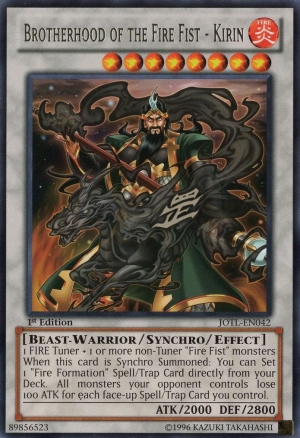 BROTHERHOOD OF THE FIRE FIST - KIRIN
FIRE
炎
1st Edition
JOTL-EN042
[BEAST-WARRIOR/SYNCHRO/EFFECT]
1 FIRE Tuner + 1 or more non-Tuner "Fire Fist" monsters
When this card is Synchro Summoned: You can Set
1 "Fire Formation" Spell/Trap Card directly from your
Deck. All monsters your opponent controls lose
100 ATK for each face-up Spell/Trap Card you control.
ATK/2000 DEF/2800
89856523
©1996 KAZUKI TAKAHASHI